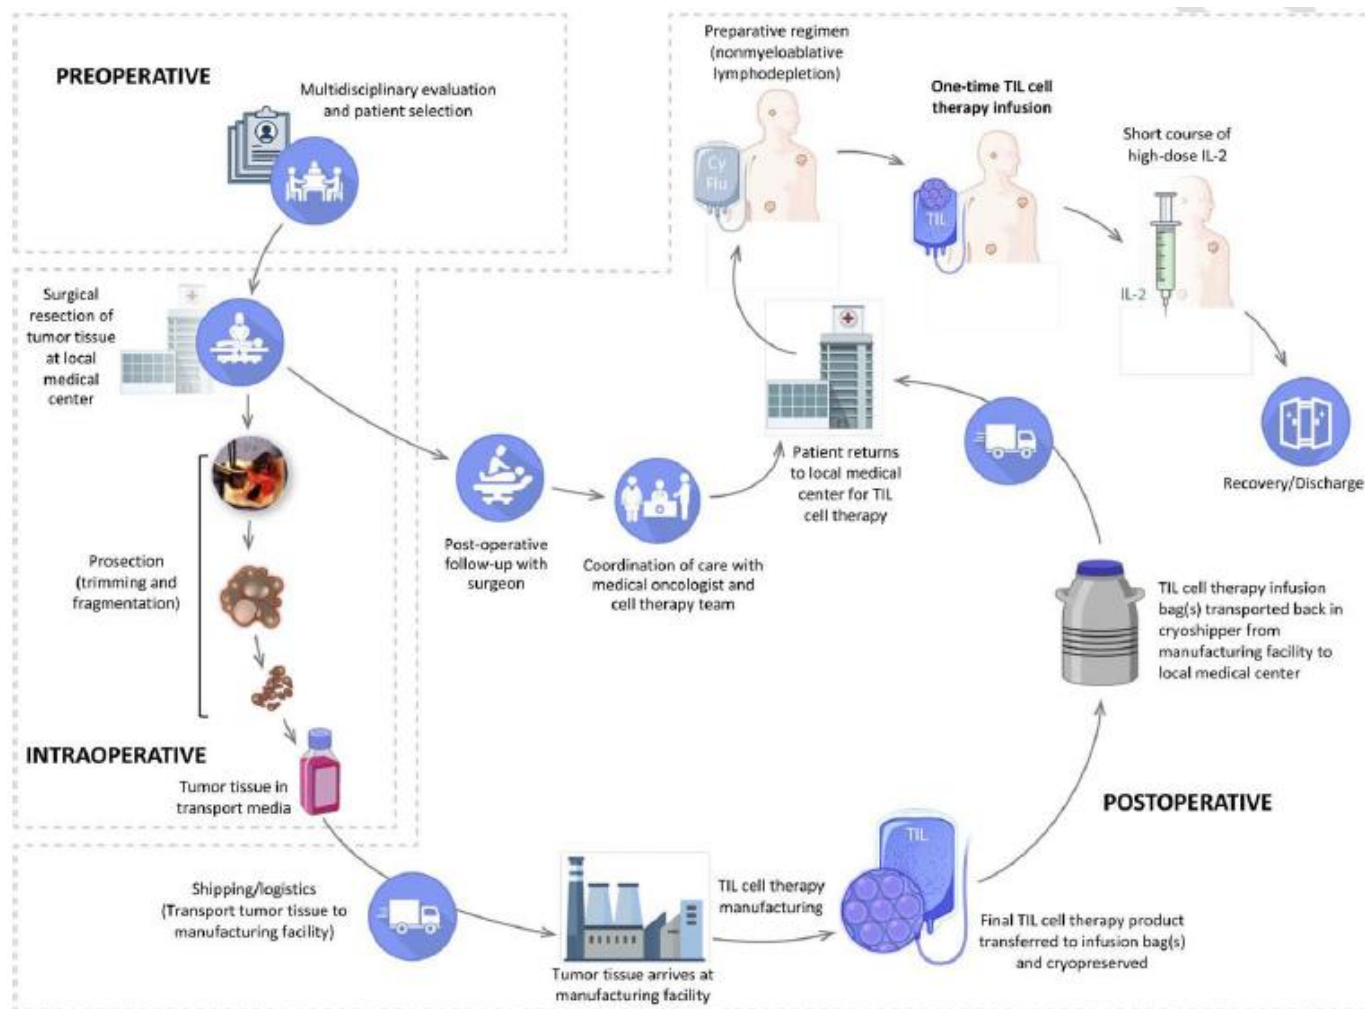 PREOPERATIVE
Multidisciplinary evaluation
and patient selection
Surgical
resection of
tumor tissue
at local
medical
center
Prosection
(trimming and
fragmentation)
INTRAOPERATIVE
Tumor tissue in
transport media
Shipping/logistics
(Transport tumor tissue to
manufacturing facility)
Tumor tissue arrives at
manufacturing facility
TIL cell therapy
manufacturing
TIL
Final TIL cell therapy product
transferred to infusion bag(s)
and cryopreserved
POSTOPERATIVE
TIL cell therapy infusion
bag(s) transported back in
cryoshipper from
manufacturing facility to
local medical center
Post-operative
follow-up with
surgeon
Coordination of care with
medical oncologist and
cell therapy team
Patient returns
to local medical
center for TIL
cell therapy
Preparative regimen
(nonmyeloablative
lymphodepletion)
Cy
Flu
One-time TIL cell
therapy infusion
TIL
Short course of
high-dose IL-2
IL-2
Recovery/Discharge